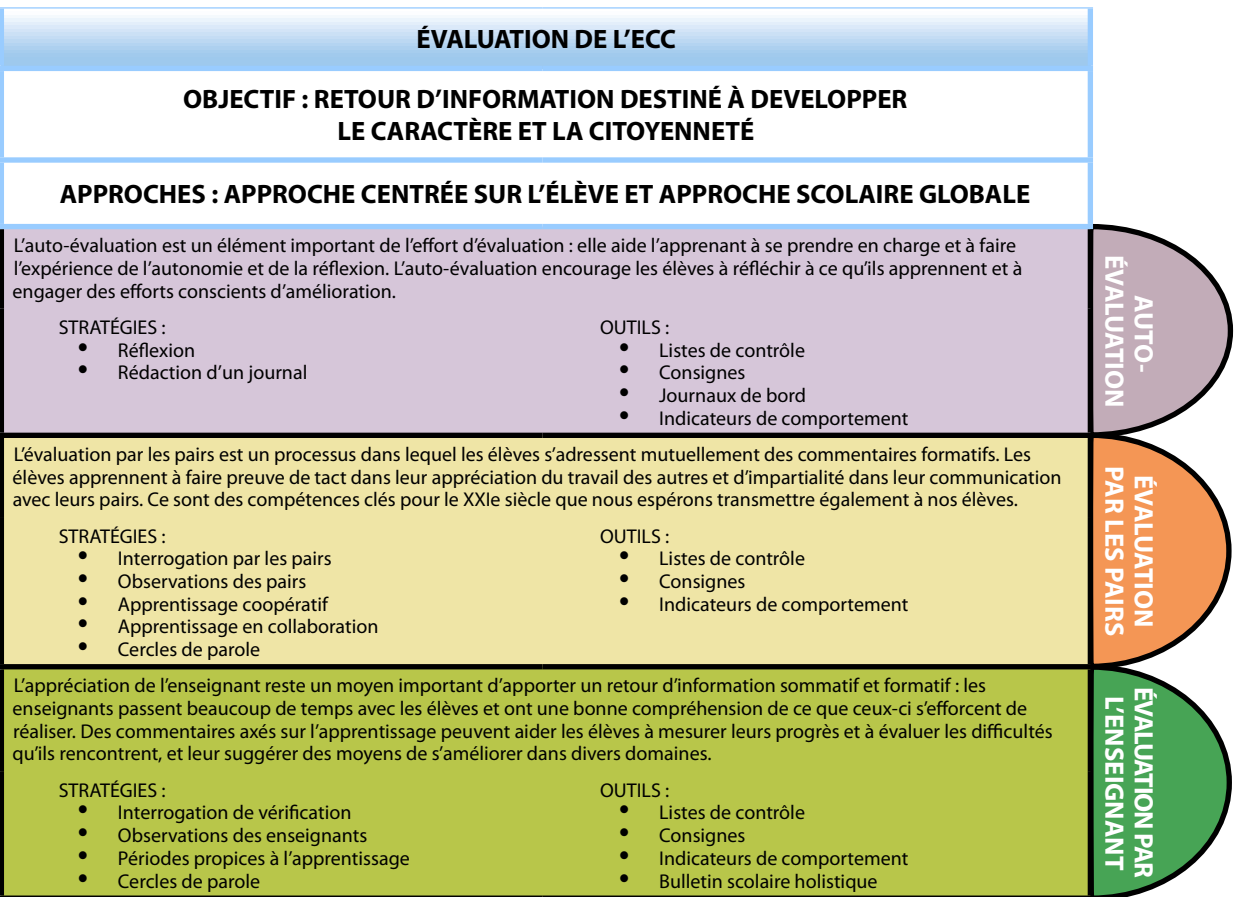 ÉVALUATION DE L'ECC
OBJECTIF : RETOUR D'INFORMATION DESTINÉ À DEVELOPPER
LE CARACTÈRE ET LA CITOYENNETÉ
APPROCHES : APPROCHE CENTRÉE SUR L'ÉLÈVE ET APPROCHE SCOLAIRE GLOBALE
L'auto-évaluation est un élément important de l'effort d'évaluation : elle aide l'apprenant à se prendre en charge et à faire
l'expérience de l'autonomie et de la réflexion. L'auto-évaluation encourage les élèves à réfléchir à ce qu'ils apprennent et à
engager des efforts conscients d'amélioration.
STRATÉGIES :
• Réflexion
• Rédaction d'un journal
OUTILS :
• Listes de contrôle
• Consignes
• Journaux de bord
• Indicateurs de comportement
AUTO-
ÉVALUATION
L'évaluation par les pairs est un processus dans lequel les élèves s'adressent mutuellement des commentaires formatifs. Les
élèves apprennent à faire preuve de tact dans leur appréciation du travail des autres et d'impartialité dans leur communication
avec leurs pairs. Ce sont des compétences clés pour le XXIe siècle que nous espérons transmettre également à nos élèves.
STRATÉGIES :
• Interrogation par les pairs
• Observations des pairs
• Apprentissage coopératif
• Apprentissage en collaboration
• Cercles de parole
OUTILS :
• Listes de contrôle
• Consignes
• Indicateurs de comportement
ÉVALUATION
PAR LES PAIRS
L'appréciation de l'enseignant reste un moyen important d'apporter un retour d'information sommatif et formatif : les
enseignants passent beaucoup de temps avec les élèves et ont une bonne compréhension de ce que ceux-ci s'efforcent de
réaliser. Des commentaires axés sur l'apprentissage peuvent aider les élèves à mesurer leurs progrès et à évaluer les difficultés
qu'ils rencontrent, et leur suggérer des moyens de s'améliorer dans divers domaines.
STRATÉGIES :
• Interrogation de vérification
• Observations des enseignants
• Périodes propices à l'apprentissage
• Cercles de parole
OUTILS :
• Listes de contrôle
• Consignes
• Indicateurs de comportement
• Bulletin scolaire holistique
ÉVALUATION PAR
L'ENSEIGNANT